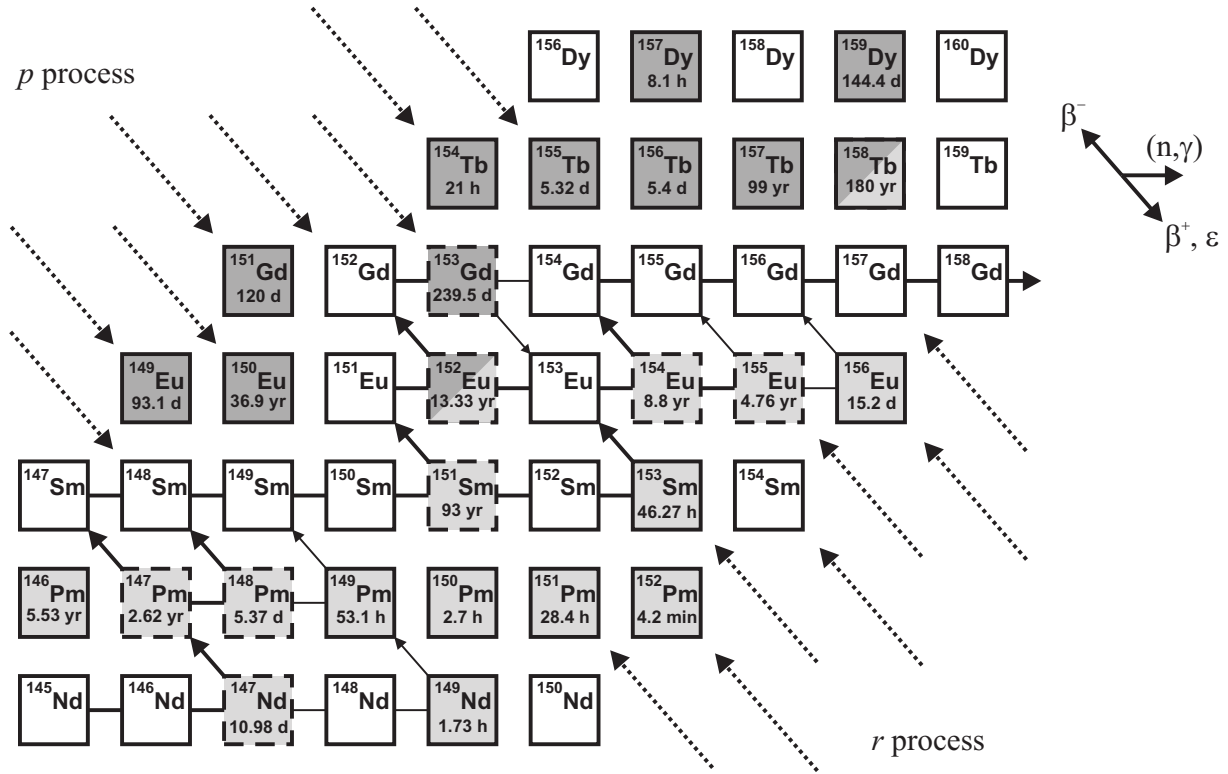 p process
¹⁵⁶Dy
¹⁵⁷Dy
8.1 h
¹⁵⁸Dy
¹⁵⁹Dy
144.4 d
¹⁶⁰Dy
β⁻
(n,γ)
β⁺, ε
¹⁵⁴Tb
21 h
¹⁵⁵Tb
5.32 d
¹⁵⁶Tb
5.4 d
¹⁵⁷Tb
99 yr
¹⁵⁸Tb
180 yr
¹⁵⁹Tb
¹⁵¹Gd
120 d
¹⁵²Gd
¹⁵³Gd
239.5 d
¹⁵⁴Gd
¹⁵⁵Gd
¹⁵⁶Gd
¹⁵⁷Gd
¹⁵⁸Gd
¹⁴⁹Eu
93.1 d
¹⁵⁰Eu
36.9 yr
¹⁵¹Eu
¹⁵²Eu
13.33 yr
¹⁵³Eu
¹⁵⁴Eu
8.8 yr
¹⁵⁵Eu
4.76 yr
¹⁵⁶Eu
15.2 d
¹⁴⁷Sm
¹⁴⁸Sm
¹⁴⁹Sm
¹⁵⁰Sm
¹⁵¹Sm
93 yr
¹⁵²Sm
¹⁵³Sm
46.27 h
¹⁵⁴Sm
¹⁴⁶Pm
5.53 yr
¹⁴⁷Pm
2.62 yr
¹⁴⁸Pm
5.37 d
¹⁴⁹Pm
53.1 h
¹⁵⁰Pm
2.7 h
¹⁵¹Pm
28.4 h
¹⁵²Pm
4.2 min
¹⁴⁵Nd
¹⁴⁶Nd
¹⁴⁷Nd
10.98 d
¹⁴⁸Nd
¹⁴⁹Nd
1.73 h
¹⁵⁰Nd
r process